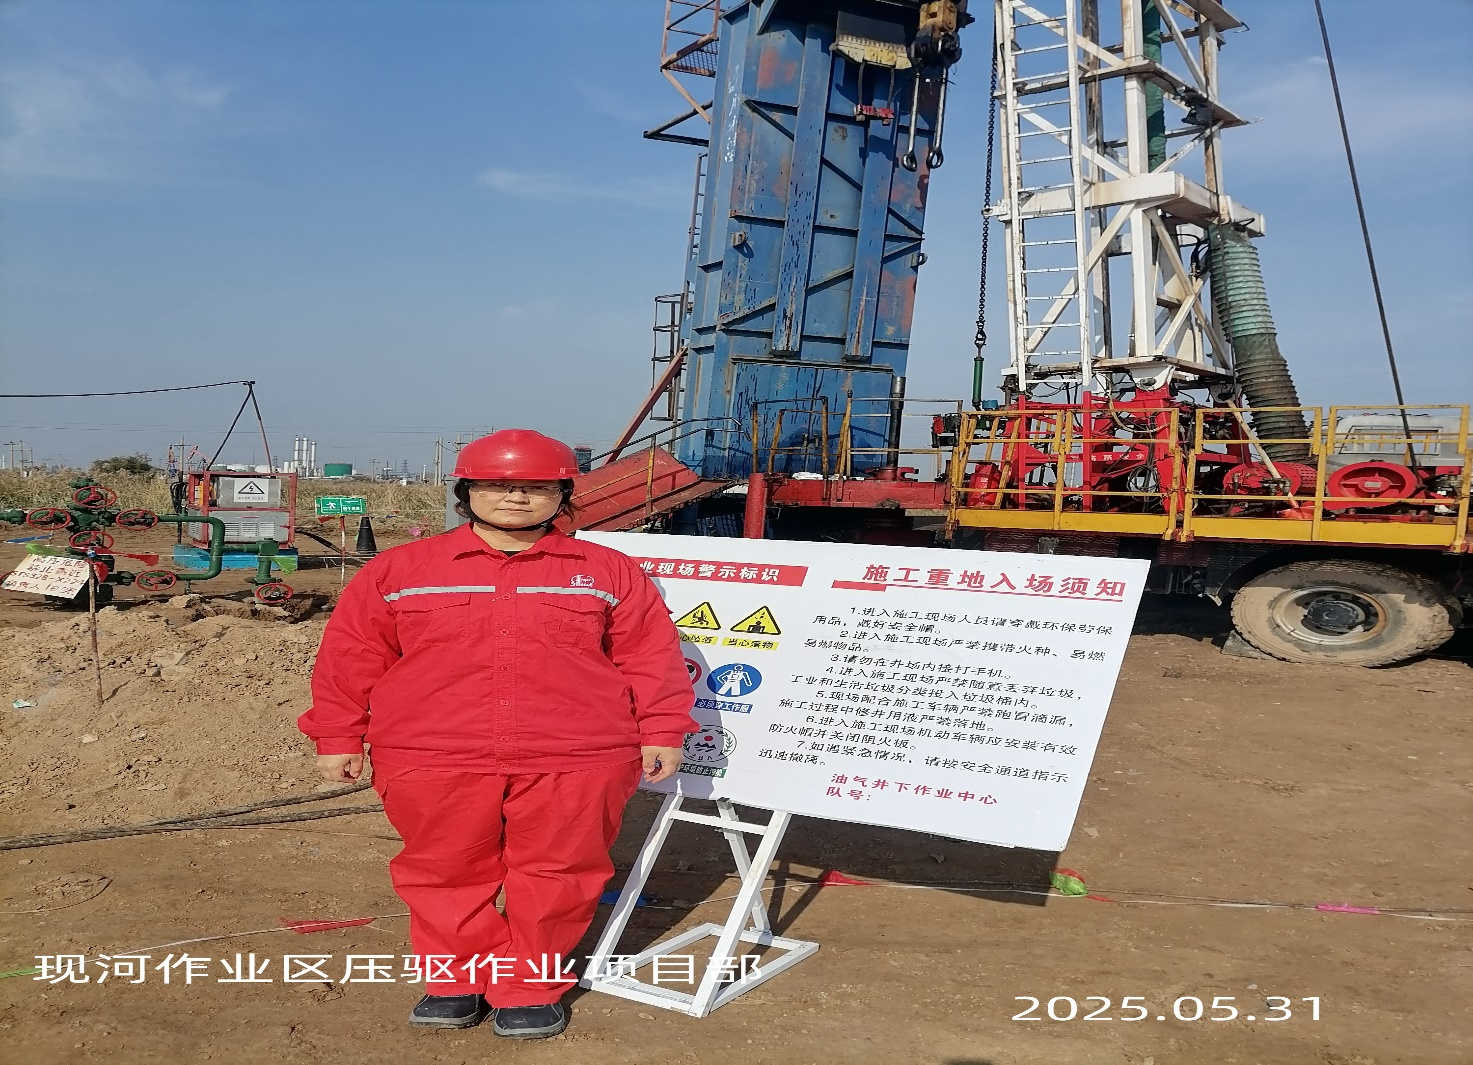 业现场警示标识
当心落物
必须穿工作服
施工重地入场须知
1.进入施工现场人员请穿戴环保劳保
用品，戴好安全帽。
2.进入施工现场严禁携带火种、易燃
易爆物品。
3.请勿在井场内接打手机。
4.进入施工现场严禁随意丢弃垃圾，
工业和生活垃圾分类投入垃圾桶内。
5.现场配合施工车辆严禁跑冒滴漏，
施工过程中修井用液严禁落地。
6.进入施工现场机动车辆应安装有效
防火帽并关闭阻火板。
7.如遇紧急情况，请按安全通道指示
迅速撤离。
油气井下作业中心
队号：
现河作业区压驱作业项目部
2025.05.31